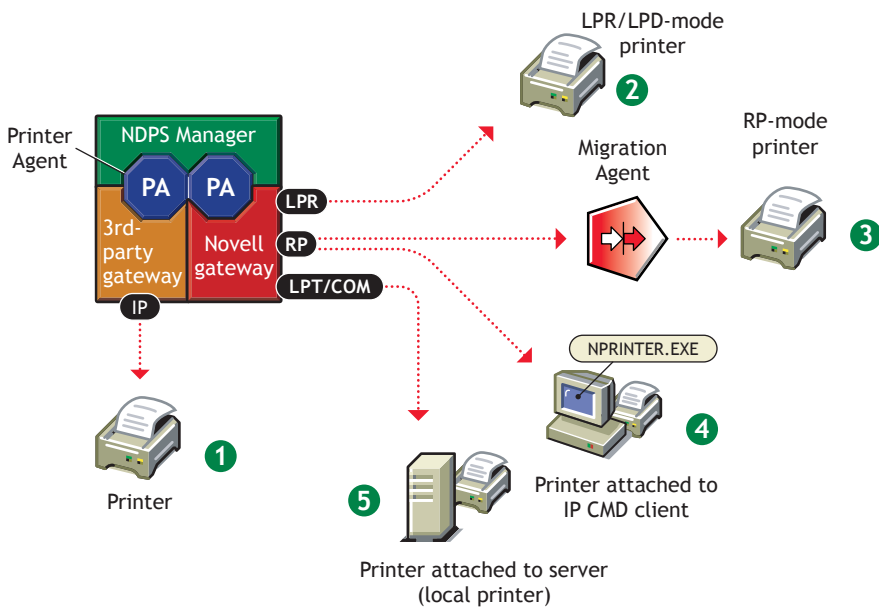 LPR/LPD-mode
printer
2
RP-mode
printer
3
Printer
Agent
NDPS Manager
PA
PA
Migration
Agent
LPR
3rd-
party
gateway
Novell
gateway
RP
LPT/COM
IP
NPRINTER.EXE
1
Printer
4
Printer attached to
IP CMD client
5
Printer attached to server
(local printer)